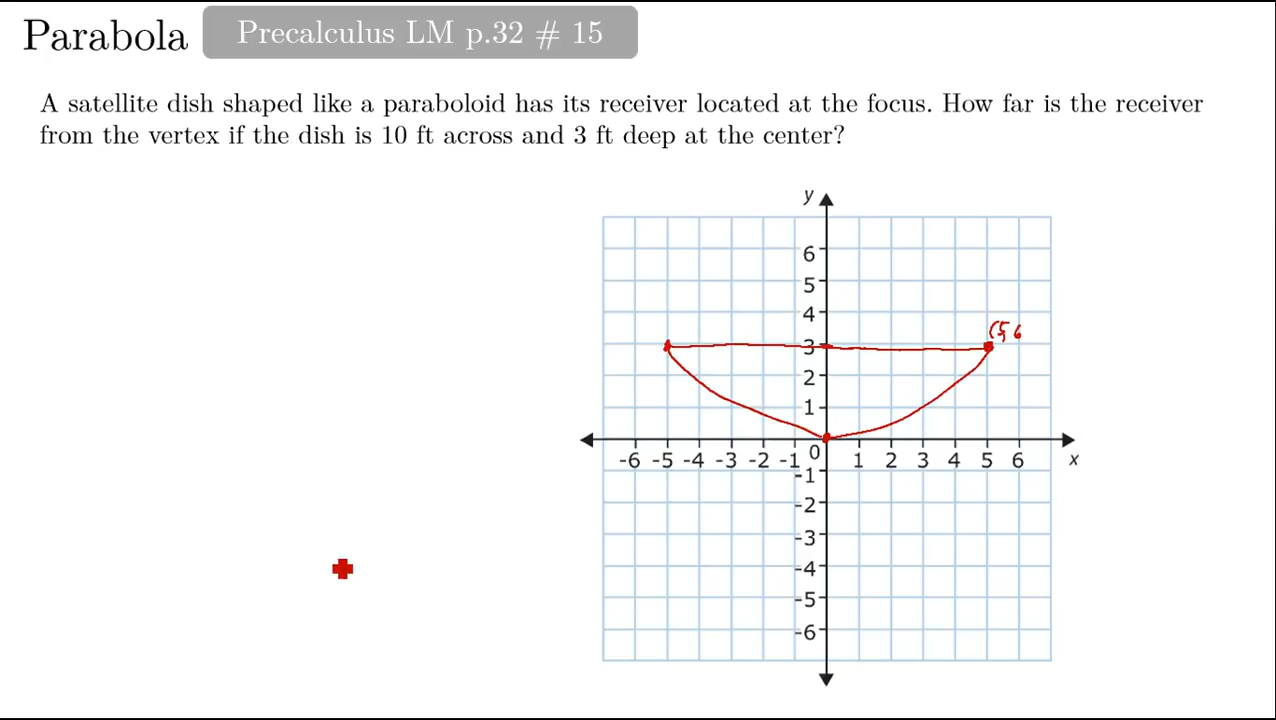 Parabola Precalculus LM p.32 # 15
A satellite dish shaped like a paraboloid has its receiver located at the focus. How far is the receiver
from the vertex if the dish is 10 ft across and 3 ft deep at the center?
y
6
5
4
(5, 6
3
2
1
-6 -5 -4 -3 -2 -1 0 1 2 3 4 5 6 x
-1
-2
-3
-4
-5
-6